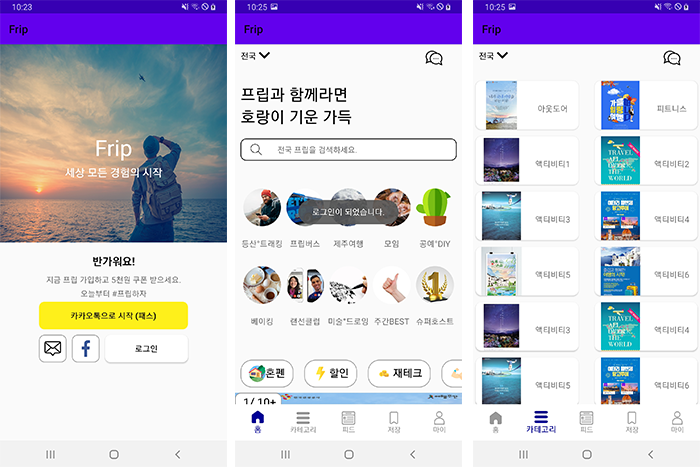 10:23
Frip
Frip
세상 모든 경험의 시작
반가워요!
지금 프립 가입하고 5천원 쿠폰 받으세요.
오늘부터 #프립하자
카카오톡으로 시작 (패스)
로그인
10:25
Frip
전국
프립과 함께라면
호랑이 기운 가득
전국 프립을 검색하세요.
로그인이 되었습니다.
등산*트래킹 프립버스 제주여행 모임 공예*DIY
베이킹 랜선클럽 미술*드로잉 주간BEST 슈퍼호스트
혼펜 할인 재테크
1/ 10+
홈 카테고리 피드 저장 마이
10:25
Frip
전국
아웃도어 피트니스
액티비티1 액티비티2
TRAVEL
ART
AROUND
THE
WORLD
액티비티3 액티비티4
액티비티5 액티비티6
액티비티3 액티비티4
TRAVEL
ART
AROUND
THE
WORLD
액티비티5 액티비티6
홈 카테고리 피드 저장 마이